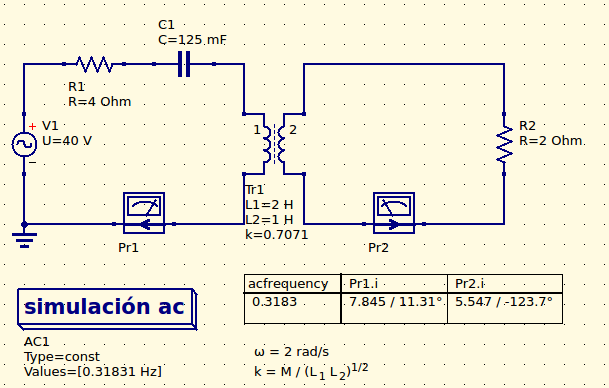 C1
C=125 mF
R1
R=4 Ohm
+ V1
U=40 V
–
1 2
R2
R=2 Ohm
Tr1
L1=2 H
L2=1 H
k=0.7071
Pr1
Pr2
acfrequency Pr1.i Pr2.i
0.3183 7.845 / 11.31° 5.547 / -123.7°
simulación ac
AC1
Type=const
Values=[0.31831 Hz]
ω = 2 rad/s
k = M / (L₁ L₂)¹/²